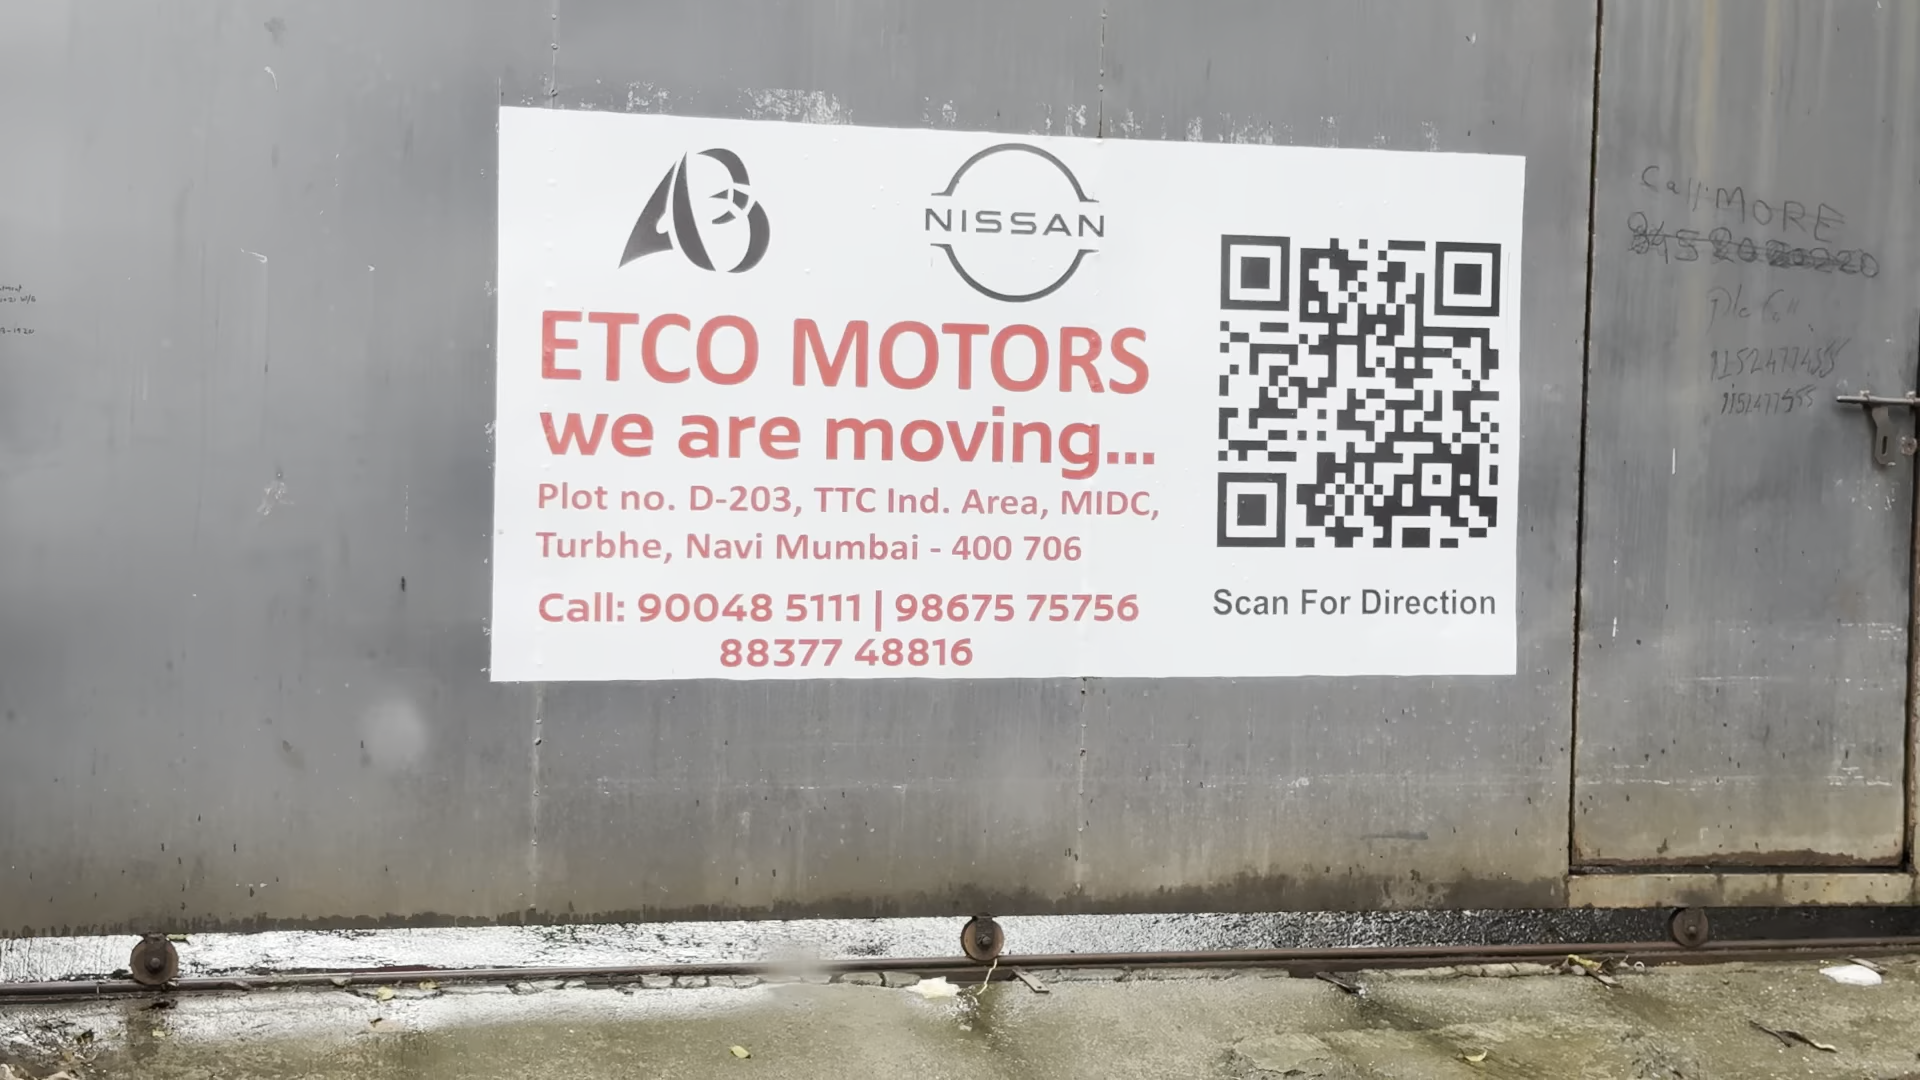 NISSAN
ETCO MOTORS
we are moving...
Plot no. D-203, TTC Ind. Area, MIDC,
Turbhe, Navi Mumbai - 400 706
Call: 90048 5111 | 98675 75756
88377 48816
Scan For Direction
Call: MORE